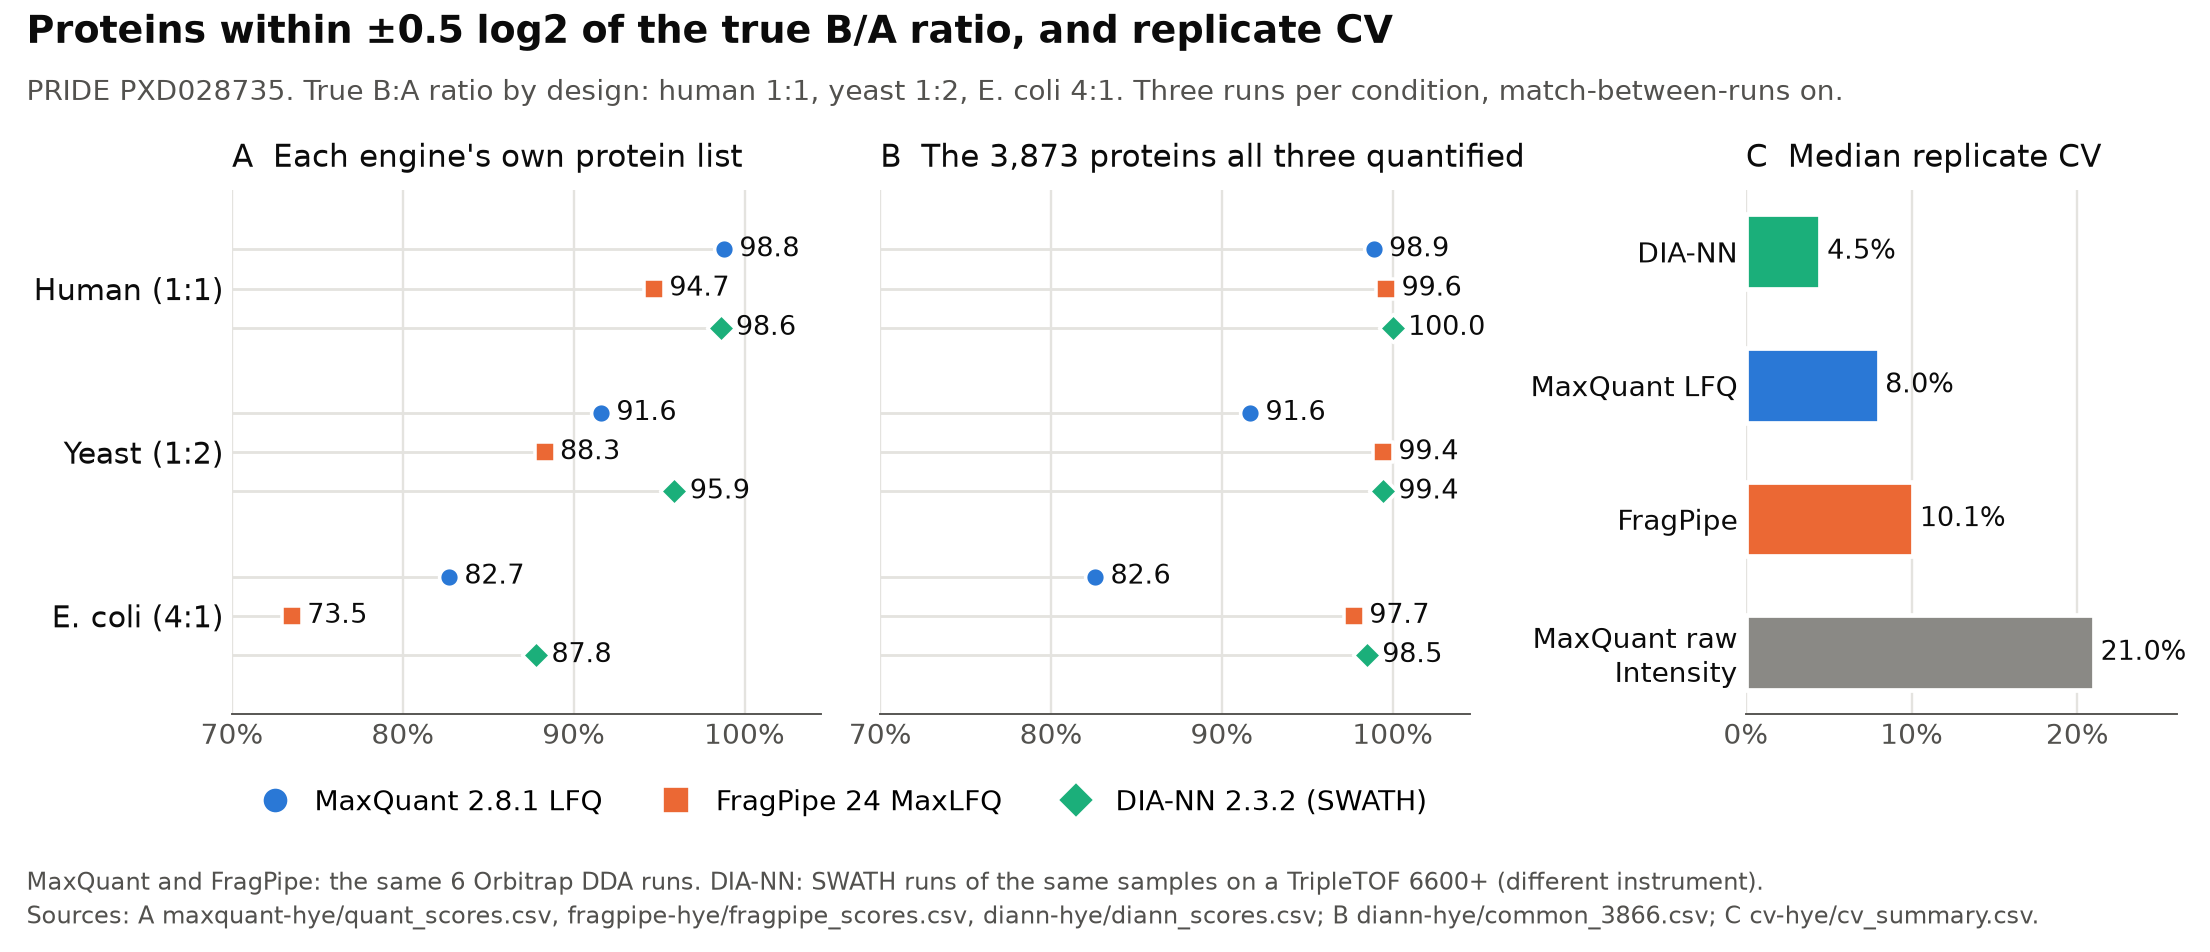 Proteins within ±0.5 log2 of the true B/A ratio, and replicate CV
PRIDE PXD028735. True B:A ratio by design: human 1:1, yeast 1:2, E. coli 4:1. Three runs per condition, match-between-runs on.
A Each engine's own protein list
Human (1:1)
98.8
94.7
98.6
Yeast (1:2)
91.6
88.3
95.9
E. coli (4:1)
82.7
73.5
87.8
70% 80% 90% 100%
B The 3,873 proteins all three quantified
98.9
99.6
100.0
91.6
99.4
99.4
82.6
97.7
98.5
70% 80% 90% 100%
C Median replicate CV
DIA-NN 4.5%
MaxQuant LFQ 8.0%
FragPipe 10.1%
MaxQuant raw
Intensity
21.0%
0% 10% 20%
MaxQuant 2.8.1 LFQ FragPipe 24 MaxLFQ DIA-NN 2.3.2 (SWATH)
MaxQuant and FragPipe: the same 6 Orbitrap DDA runs. DIA-NN: SWATH runs of the same samples on a TripleTOF 6600+ (different instrument).
Sources: A maxquant-hye/quant_scores.csv, fragpipe-hye/fragpipe_scores.csv, diann-hye/diann_scores.csv; B diann-hye/common_3866.csv; C cv-hye/cv_summary.csv.